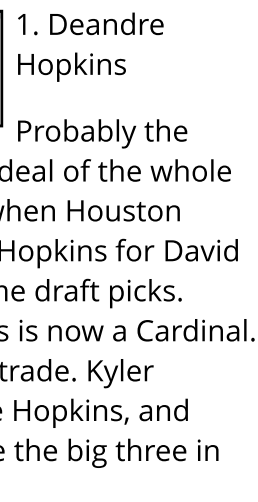 1. Deandre
Hopkins
Probably the
deal of the whole
when Houston
Hopkins for David
draft picks.
is now a Cardinal.
trade. Kyler
Hopkins, and
the big three in